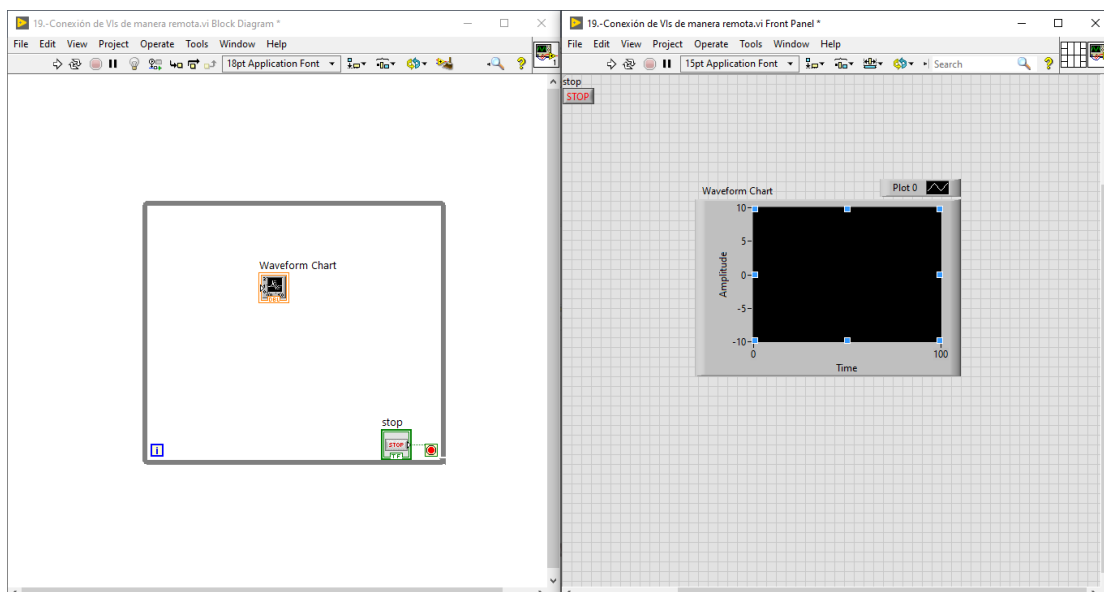 19.-Conexión de VIs de manera remota.vi Block Diagram *
File Edit View Project Operate Tools Window Help
18pt Application Font
Waveform Chart
stop
STOP
TF
i
19.-Conexión de VIs de manera remota.vi Front Panel *
File Edit View Project Operate Tools Window Help
15pt Application Font
Search
stop
STOP
Waveform Chart
Plot 0
10
5
0
-5
-10
Amplitude
0
100
Time